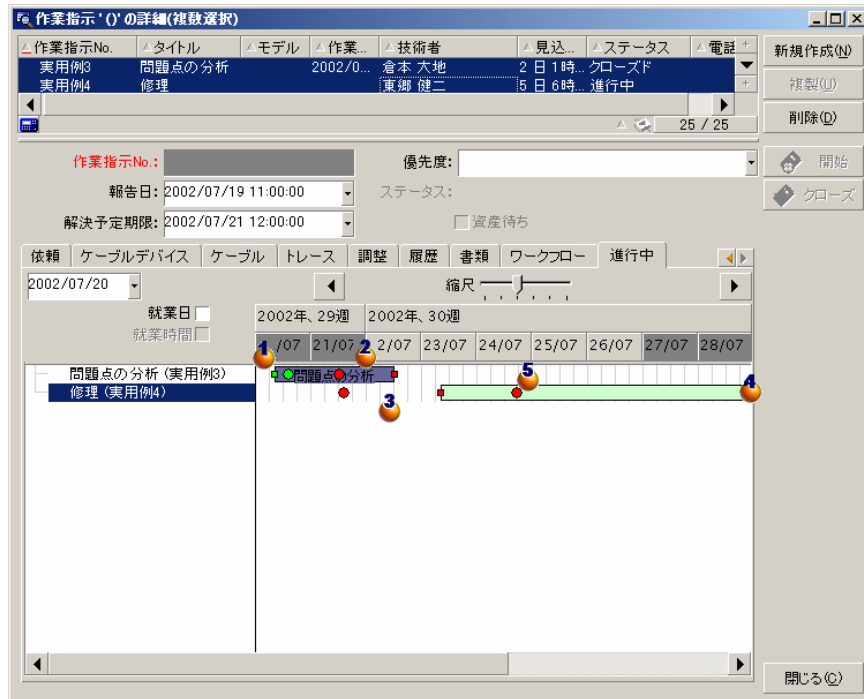 作業指示 '()' の詳細(複数選択)
作業指示No. タイトル モデル 作業... 技術者 見込... ステータス 電話
実用例3 問題点の分析 2002/0... 倉本 大地 2 日 1 時... クローズド
実用例4 修理 東郷 健二 5 日 6 時... 進行中
25 / 25
新規作成(N)
複製(U)
削除(D)
開始
クローズ
作業指示No.:
優先度:
報告日: 2002/07/19 11:00:00
ステータス:
解決予定期限: 2002/07/21 12:00:00
資産待ち
依頼 ケーブルデバイス ケーブル トレース 調整 履歴 書類 ワークフロー 進行中
2002/07/20
縮尺
就業日
就業時間
2002年、29週 2002年、30週
1 /07 21/07 2 2/07 23/07 24/07 25/07 26/07 27/07 28/07
問題点の分析 (実用例3)
問題点の分析
修理 (実用例4)
5
4
3
閉じる(C)